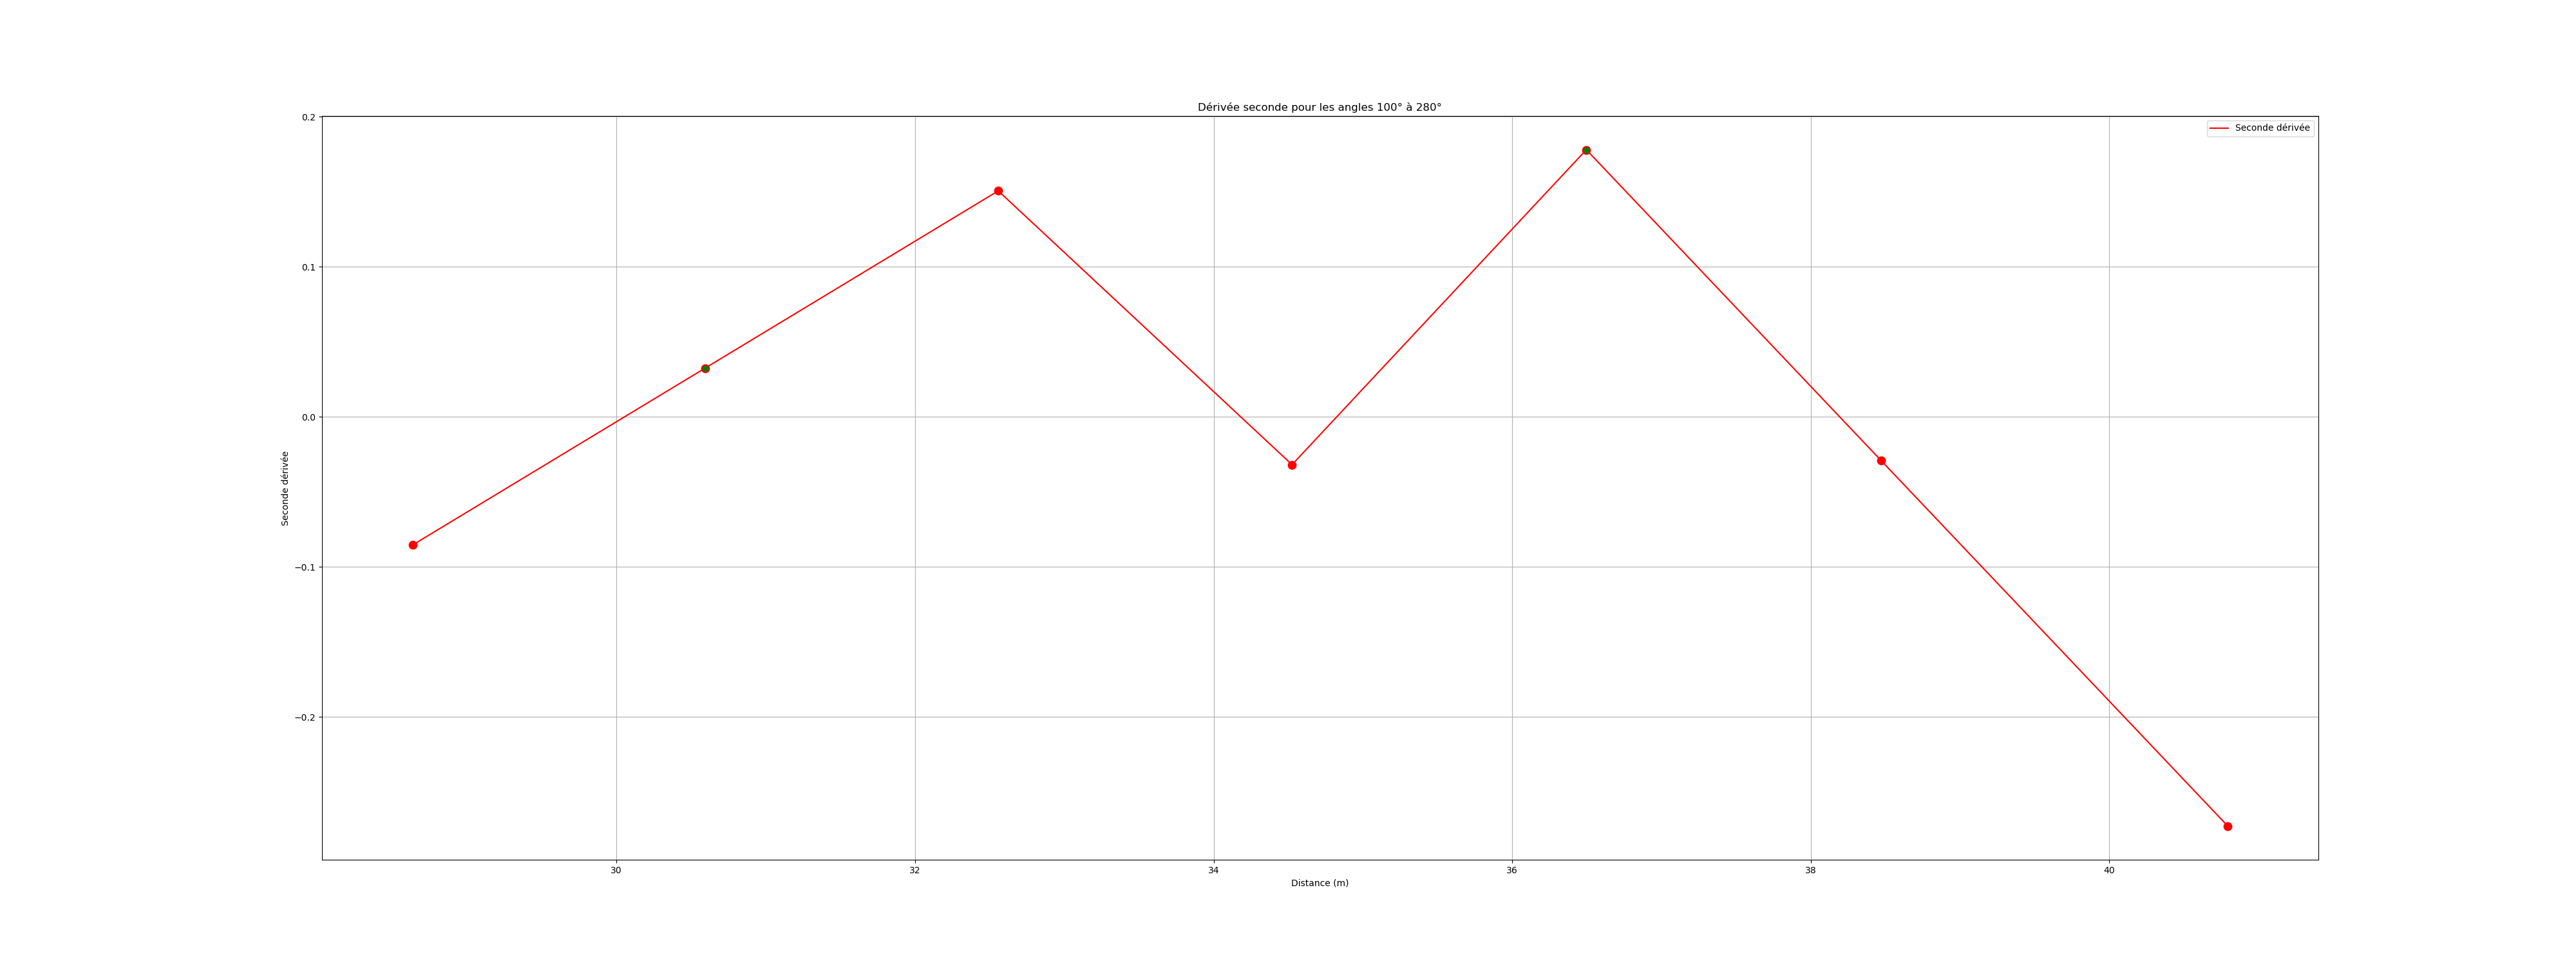 Dérivée seconde pour les angles 100° à 280°
Seconde dérivée
0.2
0.1
0.0
−0.1
−0.2
Seconde dérivée
30 32 34 36 38 40
Distance (m)